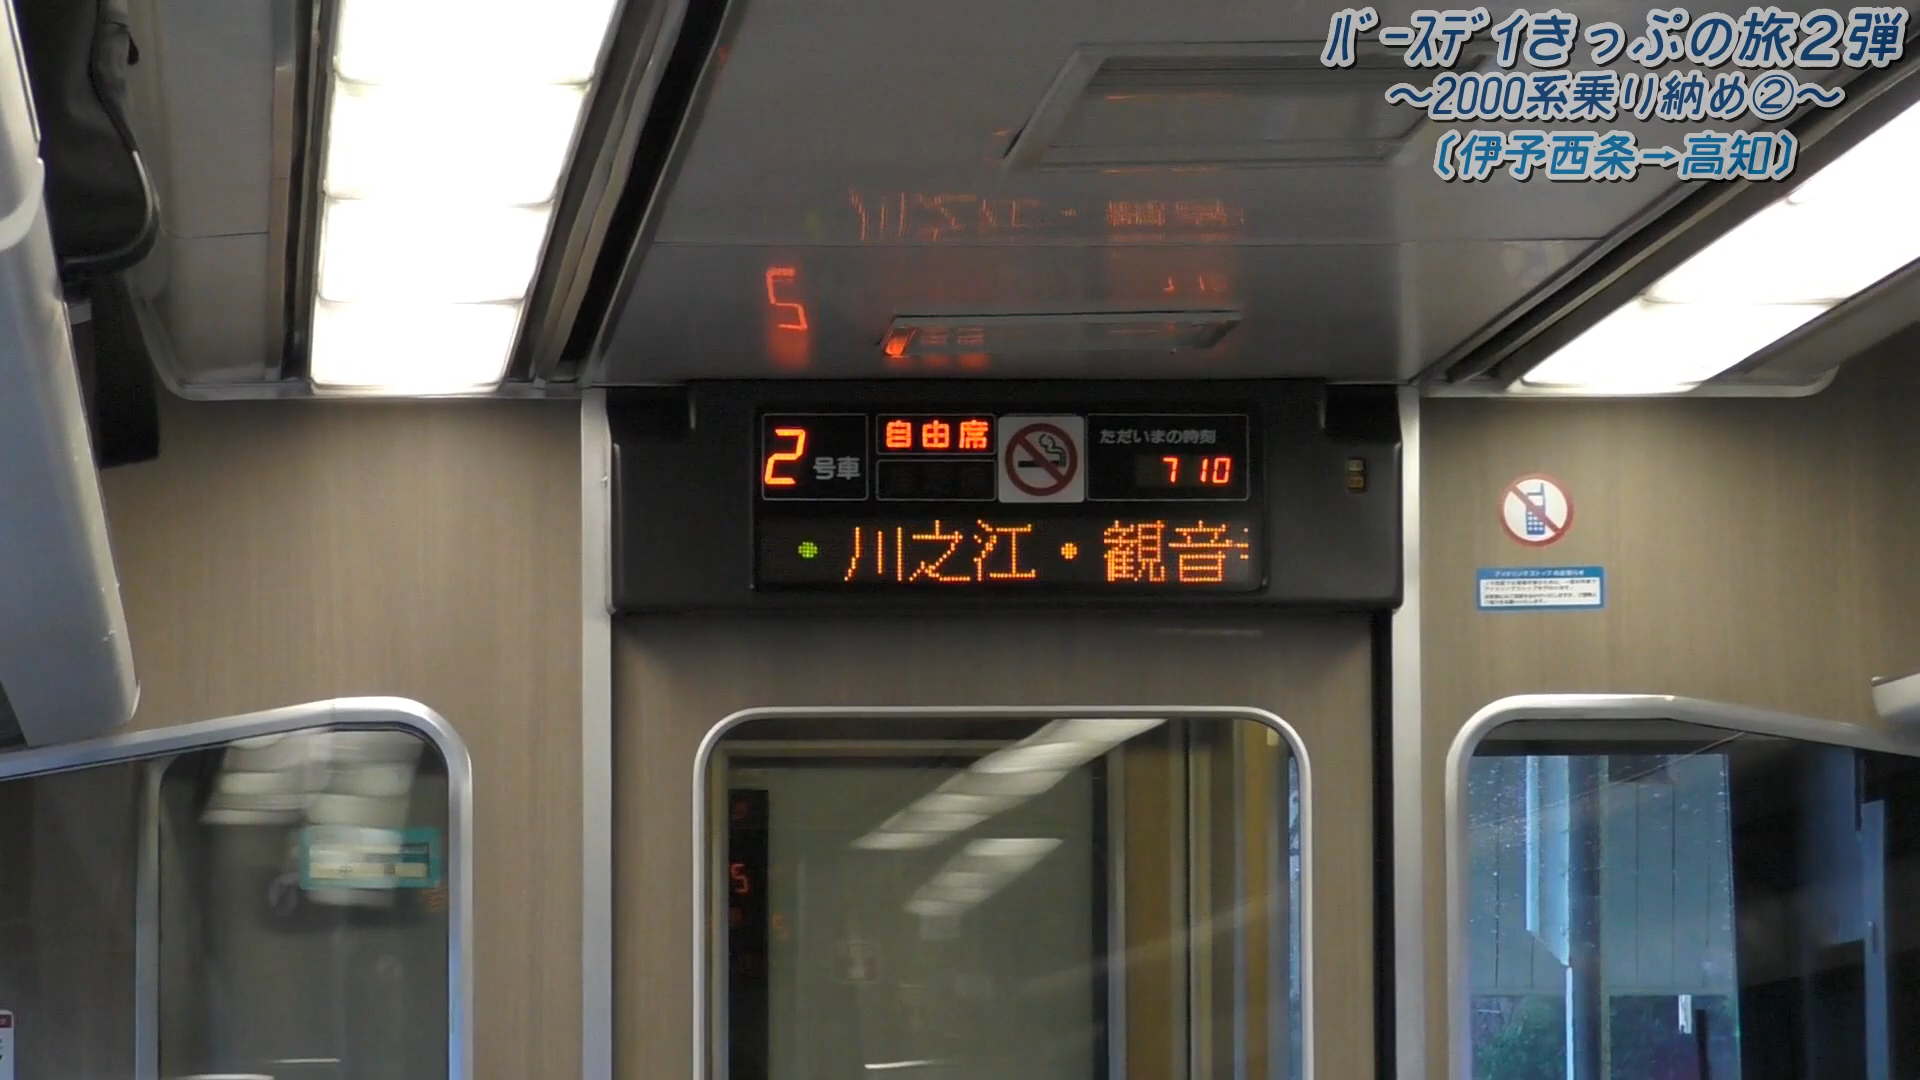 バースデイきっぷの旅2弾
～2000系乗り納め②～
(伊予西条→高知)
2号車
自由席
ただいまの時刻
7 10
川之江・観音